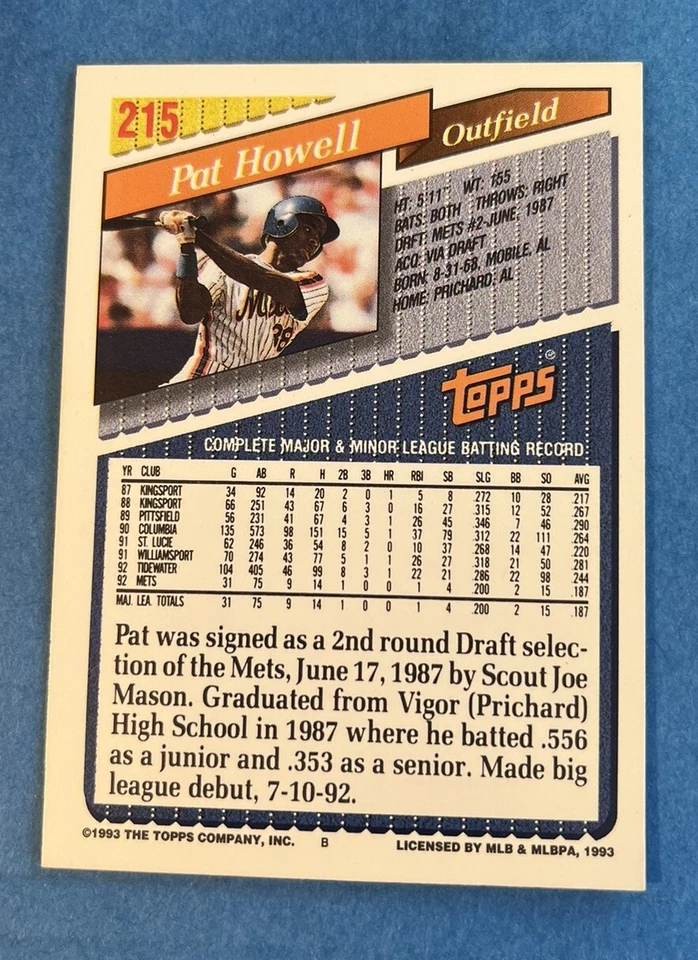 215
Pat Howell
Outfield
HT: 5'11" WT: 155
BATS: BOTH THROWS: RIGHT
DRFT: METS #2-JUNE, 1987
ACQ: VIA DRAFT
BORN: 8-31-68, MOBILE, AL
HOME: PRICHARD, AL
38
TOPPS
COMPLETE MAJOR & MINOR LEAGUE BATTING RECORD
YR CLUB G AB R H 2B 3B HR RBI SB SLG BB SO AVG
87 KINGSPORT 34 92 14 20 2 0 1 5 8 .272 10 28 .217
88 KINGSPORT 66 251 43 67 6 3 0 16 27 .315 12 52 .267
89 PITTSFIELD 56 231 41 67 4 3 1 26 45 .346 7 46 .290
90 COLUMBIA 135 573 98 151 15 5 1 37 79 .312 22 111 .264
91 ST. LUCIE 62 246 36 54 8 2 0 10 37 .268 14 47 .220
91 WILLIAMSPORT 70 274 43 77 5 1 1 26 27 .318 21 50 .281
92 TIDEWATER 104 405 46 99 8 3 1 22 21 .286 22 98 .244
92 METS 31 75 9 14 1 0 0 1 4 .200 2 15 .187
MAJ. LEA. TOTALS 31 75 9 14 1 0 0 1 4 .200 2 15 .187
Pat was signed as a 2nd round Draft selec-
tion of the Mets, June 17, 1987 by Scout Joe
Mason. Graduated from Vigor (Prichard)
High School in 1987 where he batted .556
as a junior and .353 as a senior. Made big
league debut, 7-10-92.
©1993 THE TOPPS COMPANY, INC. B LICENSED BY MLB & MLBPA, 1993